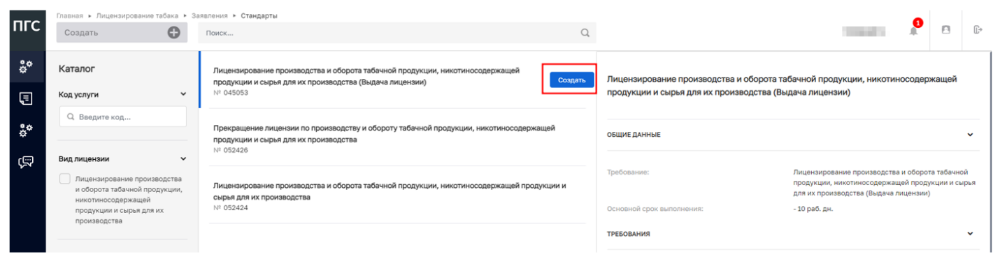 ПГС
Главная ▸ Лицензирование табака ▸ Заявления ▸ Стандарты
Создать
Поиск...
1
Каталог
Код услуги
Введите код...
Вид лицензии
Лицензирование производства
и оборота табачной продукции,
никотиносодержащей
продукции и сырья для их
производства
Лицензирование производства и оборота табачной продукции, никотиносодержащей
продукции и сырья для их производства (Выдача лицензии)
№ 045053
Создать
Прекращение лицензии по производству и обороту табачной продукции, никотиносодержащей
продукции и сырья для их производства
№ 052426
Лицензирование производства и оборота табачной продукции, никотиносодержащей продукции и
сырья для их производства
№ 052424
Лицензирование производства и оборота табачной продукции, никотиносодержащей
продукции и сырья для их производства (Выдача лицензии)
ОБЩИЕ ДАННЫЕ
Требование:
Лицензирование производства и оборота табачной
продукции, никотиносодержащей продукции и сырья
для их производства (Выдача лицензии)
Основной срок выполнения:
- 10 раб. дн.
ТРЕБОВАНИЯ